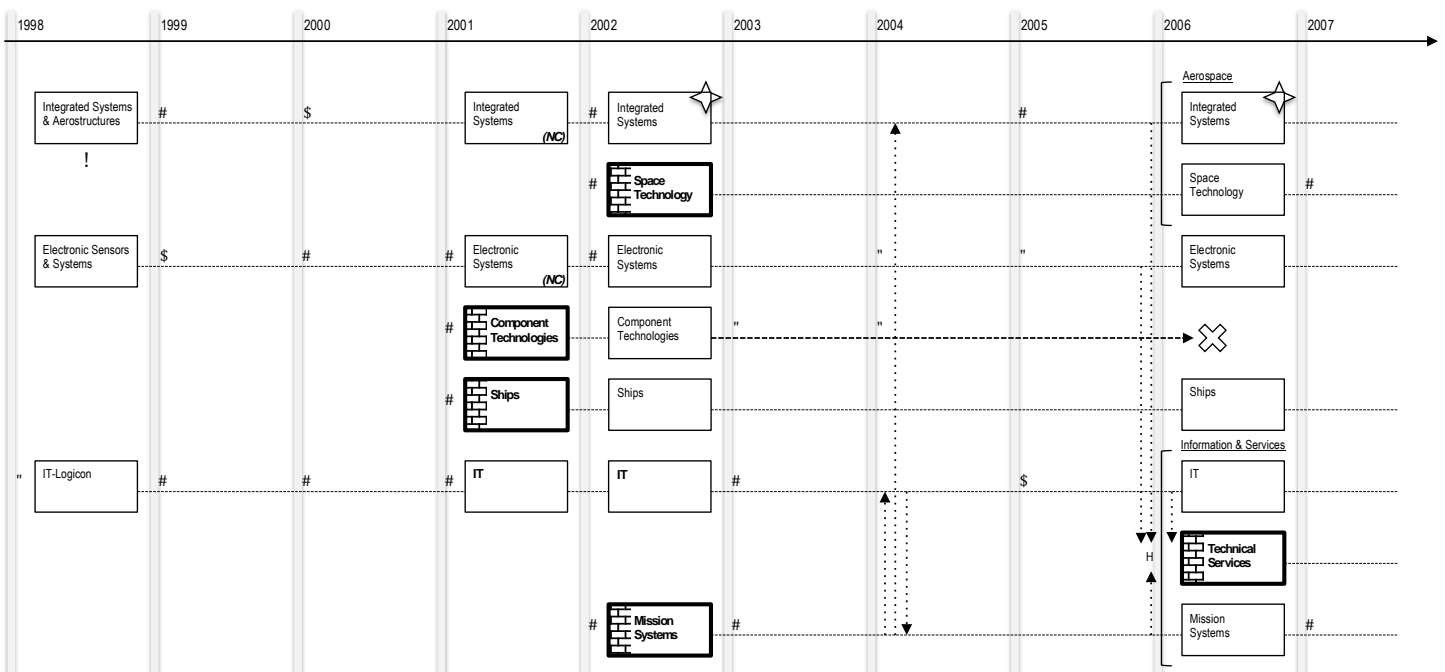 1998 1999 2000 2001 2002 2003 2004 2005 2006 2007
Aerospace
Integrated Systems
& Aerostructures
# $
Integrated
Systems
(NC)
#
Integrated
Systems
#
Integrated
Systems
!
#
Space
Technology
Space
Technology
#
Electronic Sensors
& Systems
$ # #
Electronic
Systems
(NC)
#
Electronic
Systems
" "
Electronic
Systems
#
Component
Technologies
Component
Technologies
" "
#
Ships
Ships
Ships
Information & Services
"
IT-Logicon
# # #
IT
IT
# $
IT
H
Technical
Services
#
Mission
Systems
#
Mission
Systems
#